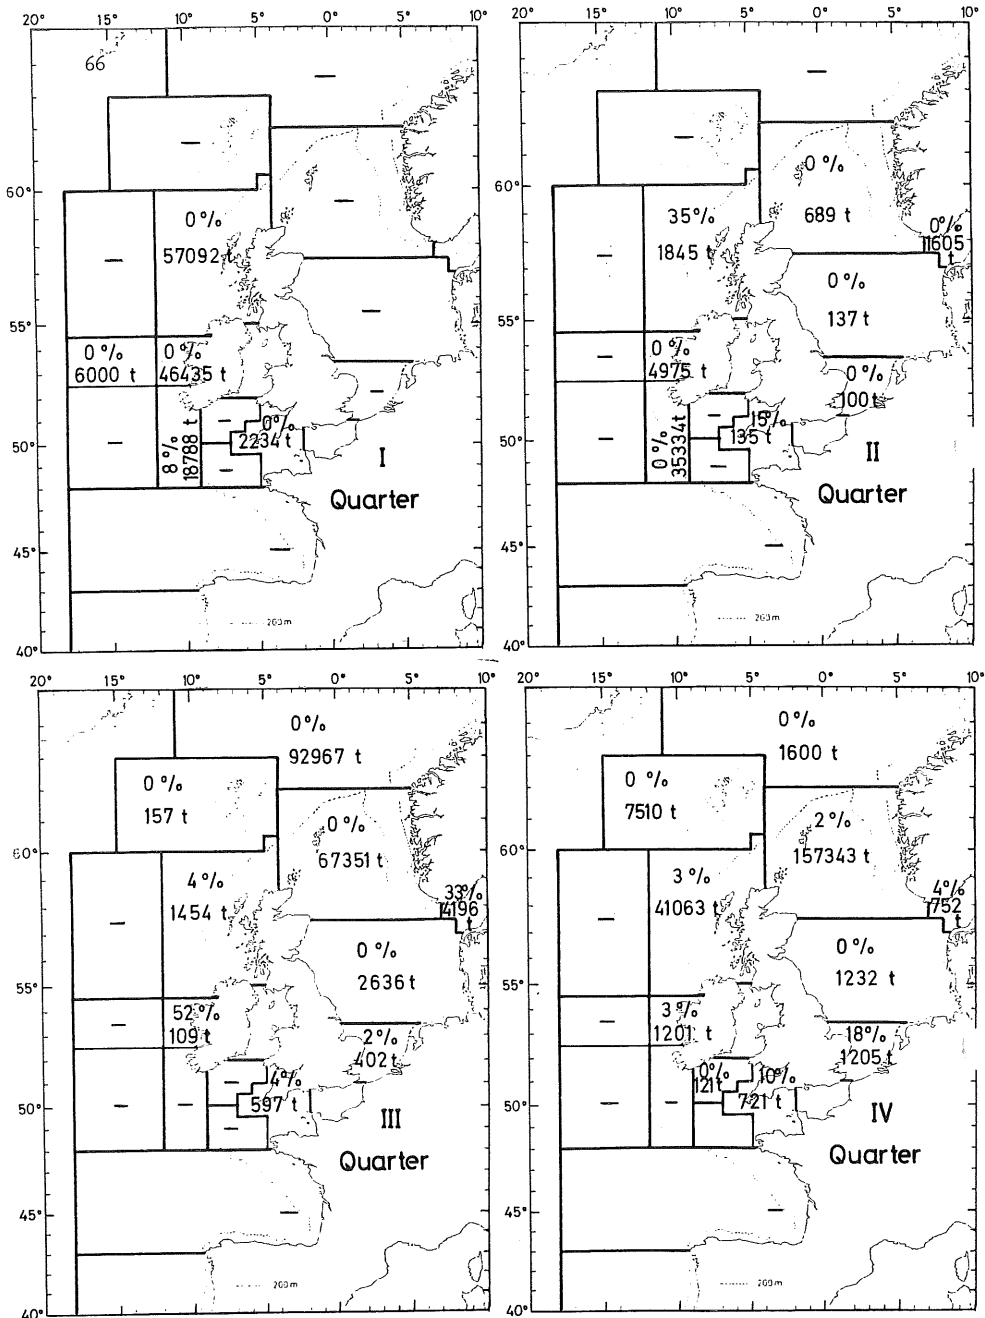 20° 15° 10° 5° 0° 5° 10°
66
60°
55°
50°
45°
40°
—
—
—
0%
57092 t
—
—
0%
6000 t
0%
46435 t
—
—
8%
18788 t
—
0%
2234 t
—
—
I
Quarter
—
200m
20° 15° 10° 5° 0° 5° 10°
60°
55°
50°
45°
40°
—
—
0%
689 t
0%
11605
t
35%
1845 t
—
0%
137 t
—
0%
4975 t
0%
100 t
—
0%
35334 t
—
15%
135 t
—
II
Quarter
—
200m
20° 15° 10° 5° 0° 5° 10°
60°
55°
50°
45°
40°
0%
92967 t
0%
157 t
0%
67351 t
33%
4196
t
4%
1454 t
—
0%
2636 t
—
52%
109 t
2%
402 t
—
—
—
4%
597 t
—
III
Quarter
—
200m
20° 15° 10° 5° 0° 5° 10°
60°
55°
50°
45°
40°
0%
1600 t
0%
7510 t
2%
157343 t
4%
752
t
3%
41063 t
—
0%
1232 t
—
3%
1201 t
18%
1205 t
—
—
0%
121 t
10%
721 t
IV
Quarter
—
200m